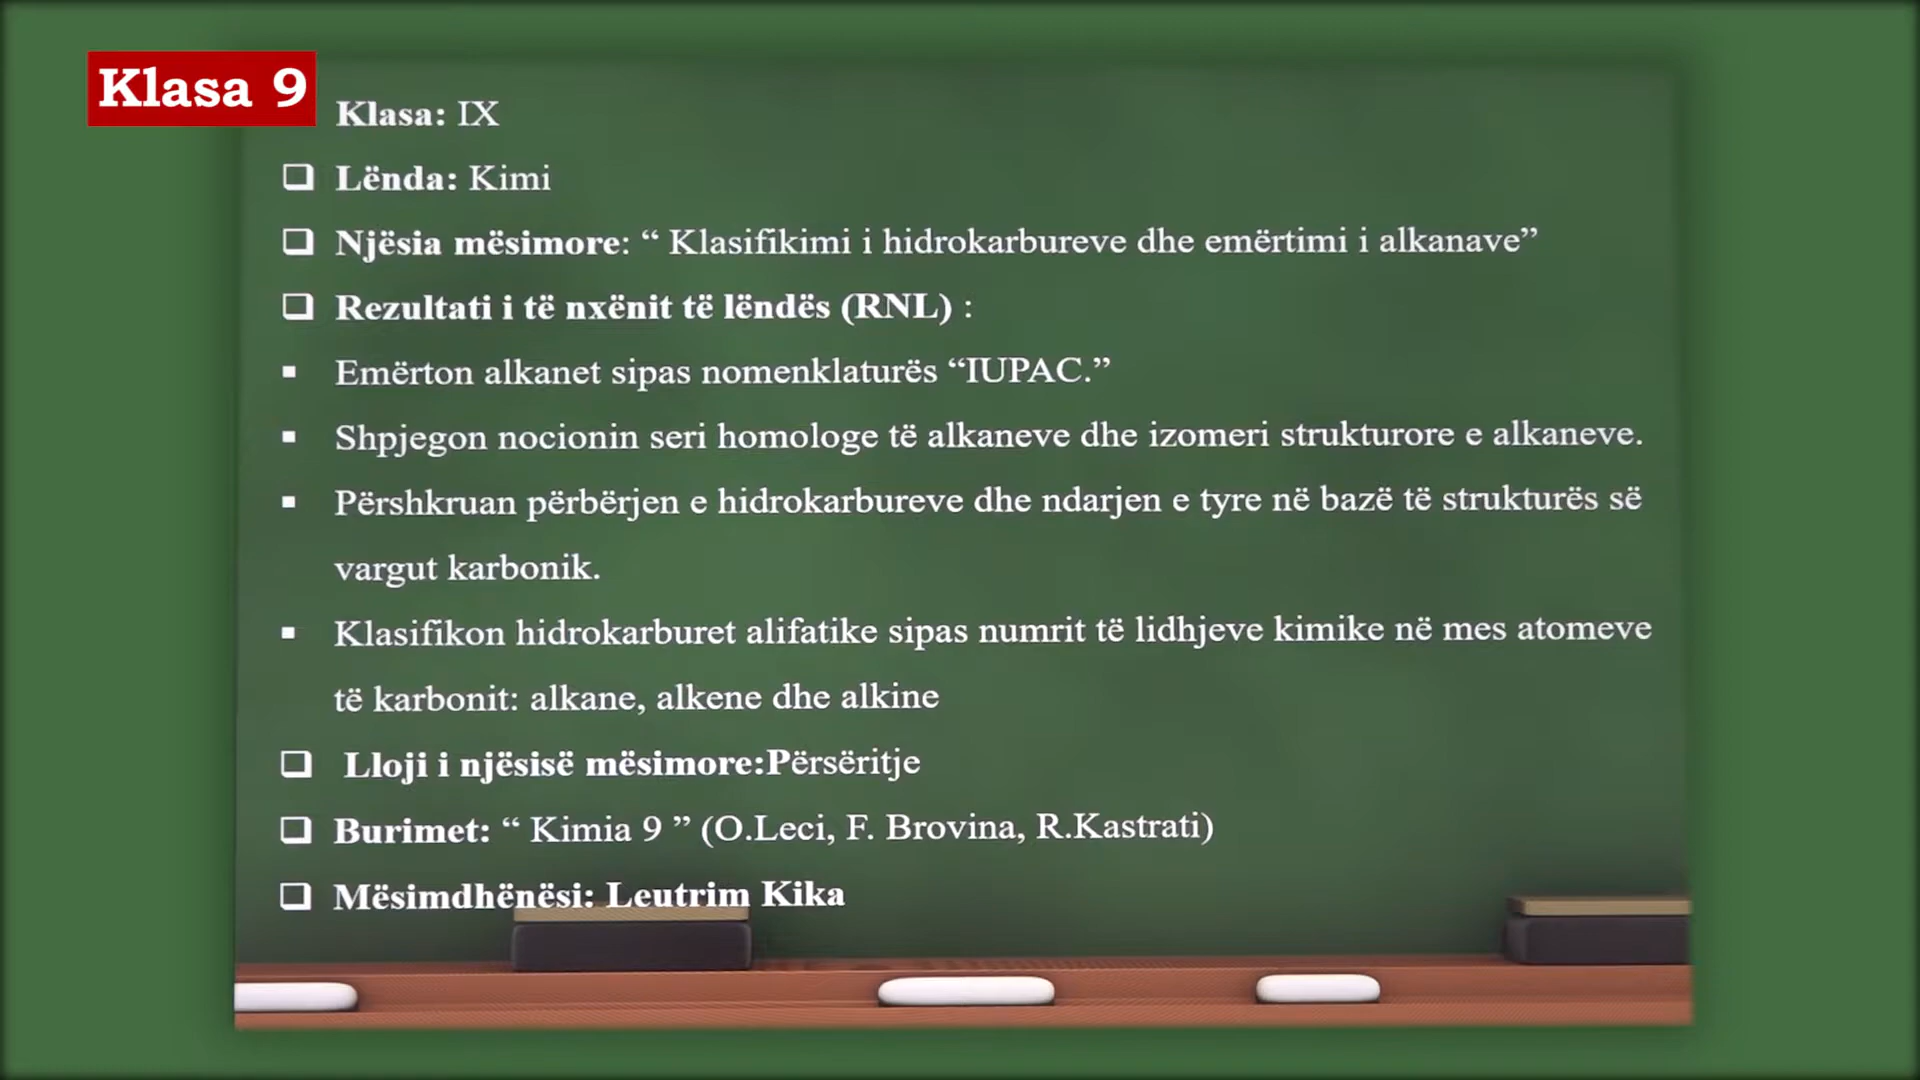 Klasa 9
Klasa: IX
Lënda: Kimi
Njësia mësimore: “ Klasifikimi i hidrokarbureve dhe emërtimi i alkanave”
Rezultati i të nxënit të lëndës (RNL) :
Emërton alkanet sipas nomenklaturës “IUPAC.”
Shpjegon nocionin seri homologe të alkaneve dhe izomeri strukturore e alkaneve.
Përshkruan përbërjen e hidrokarbureve dhe ndarjen e tyre në bazë të strukturës së
vargut karbonik.
Klasifikon hidrokarburet alifatike sipas numrit të lidhjeve kimike në mes atomeve
të karbonit: alkane, alkene dhe alkine
Lloji i njësisë mësimore:Përsëritje
Burimet: “ Kimia 9 ” (O.Leci, F. Brovina, R.Kastrati)
Mësimdhënësi: Leutrim Kika